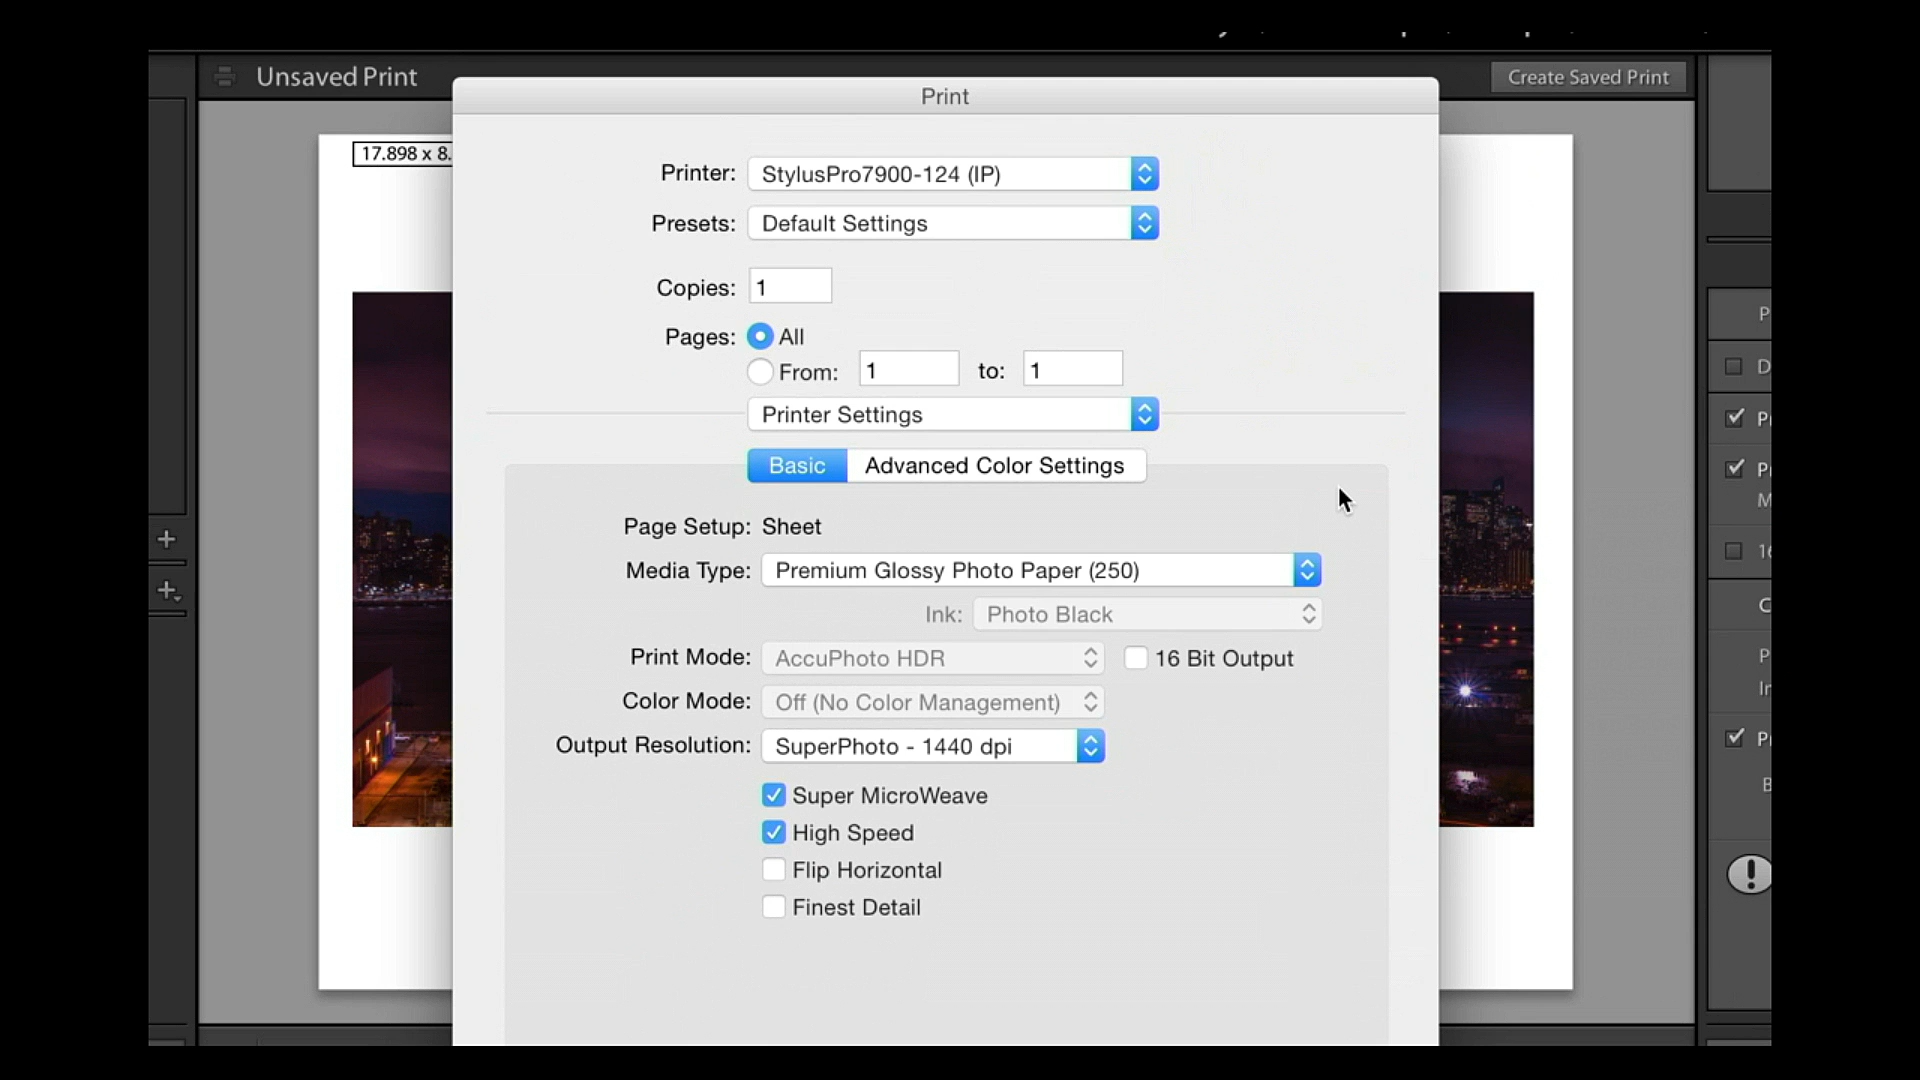 Unsaved Print
Create Saved Print
Print
17.898 x 8.
Printer: StylusPro7900-124 (IP)
Presets: Default Settings
Copies: 1
Pages: All
From: 1 to: 1
Printer Settings
Basic Advanced Color Settings
Page Setup: Sheet
Media Type: Premium Glossy Photo Paper (250)
Ink: Photo Black
Print Mode: AccuPhoto HDR 16 Bit Output
Color Mode: Off (No Color Management)
Output Resolution: SuperPhoto - 1440 dpi
Super MicroWeave
High Speed
Flip Horizontal
Finest Detail